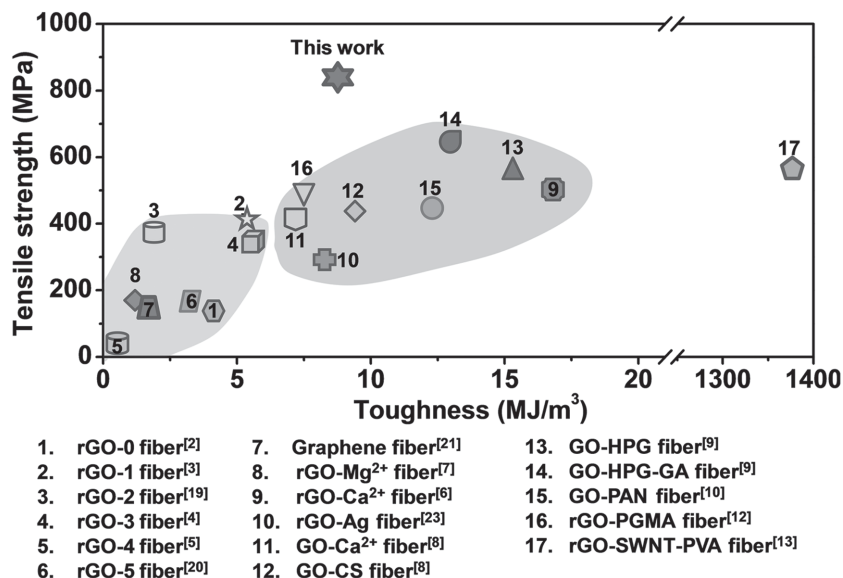 1000
This work
800
14
600
13
17
16
12
15
9
2
400
3
4
11
10
8
200
7
6
1
5
0
0
5
10
15
20
1300
1400
Tensile strength (MPa)
Toughness (MJ/m³)
1. rGO-0 fiber[2]
2. rGO-1 fiber[3]
3. rGO-2 fiber[19]
4. rGO-3 fiber[4]
5. rGO-4 fiber[5]
6. rGO-5 fiber[20]
7. Graphene fiber[21]
8. rGO-Mg²⁺ fiber[7]
9. rGO-Ca²⁺ fiber[6]
10. rGO-Ag fiber[23]
11. GO-Ca²⁺ fiber[8]
12. GO-CS fiber[8]
13. GO-HPG fiber[9]
14. GO-HPG-GA fiber[9]
15. GO-PAN fiber[10]
16. rGO-PGMA fiber[12]
17. rGO-SWNT-PVA fiber[13]